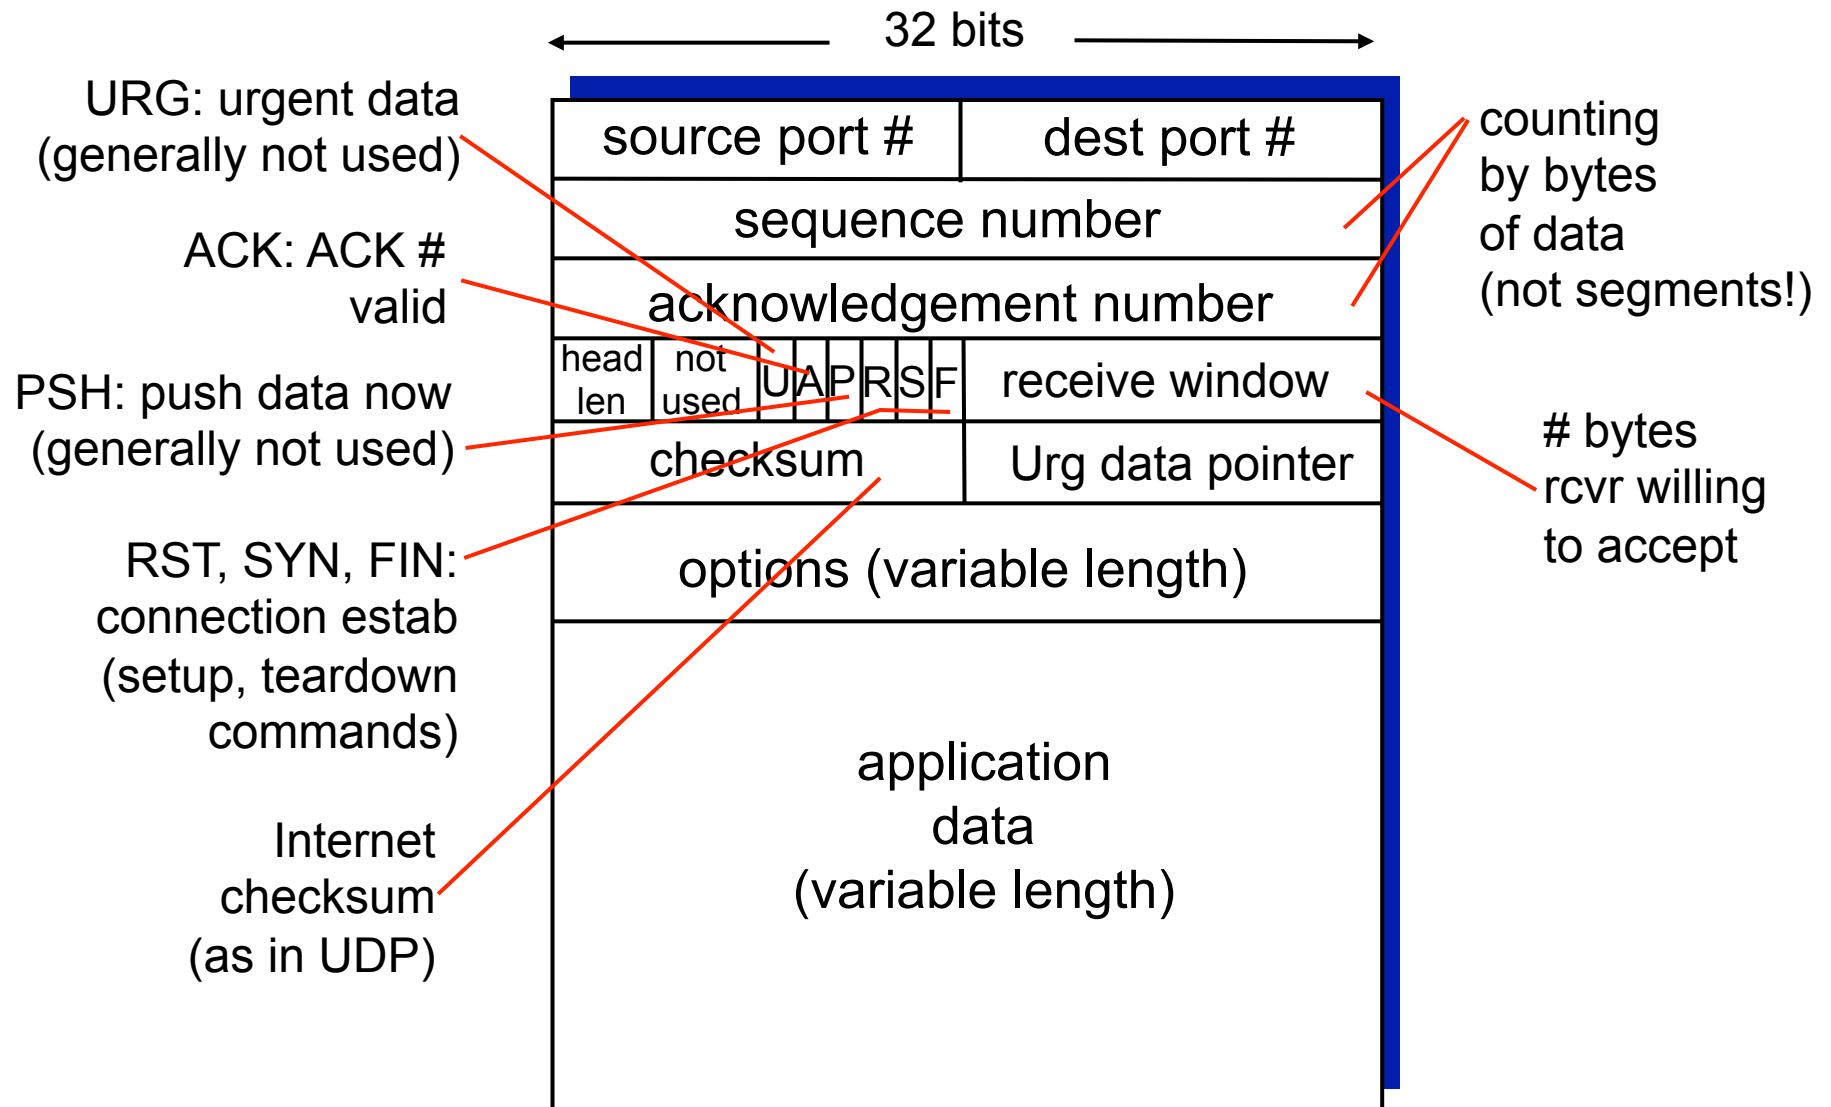 32 bits
URG: urgent data
(generally not used)
ACK: ACK #
valid
PSH: push data now
(generally not used)
RST, SYN, FIN:
connection estab
(setup, teardown
commands)
Internet
checksum
(as in UDP)
source port #
dest port #
sequence number
acknowledgement number
head
len
not
used
U
A
P
R
S
F
receive window
checksum
Urg data pointer
options (variable length)
application
data
(variable length)
counting
by bytes
of data
(not segments!)
# bytes
rcvr willing
to accept